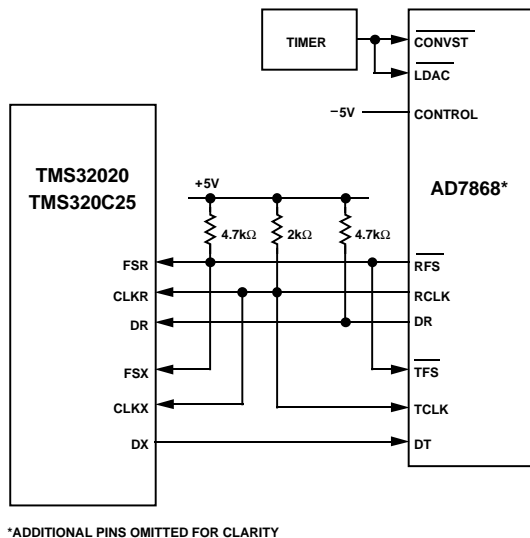 TIMER
CONVST
LDAC
−5V
CONTROL
TMS32020
TMS320C25
AD7868*
+5V
4.7kΩ
2kΩ
4.7kΩ
FSR
RFS
CLKR
RCLK
DR
DR
FSX
TFS
CLKX
TCLK
DX
DT
*ADDITIONAL PINS OMITTED FOR CLARITY